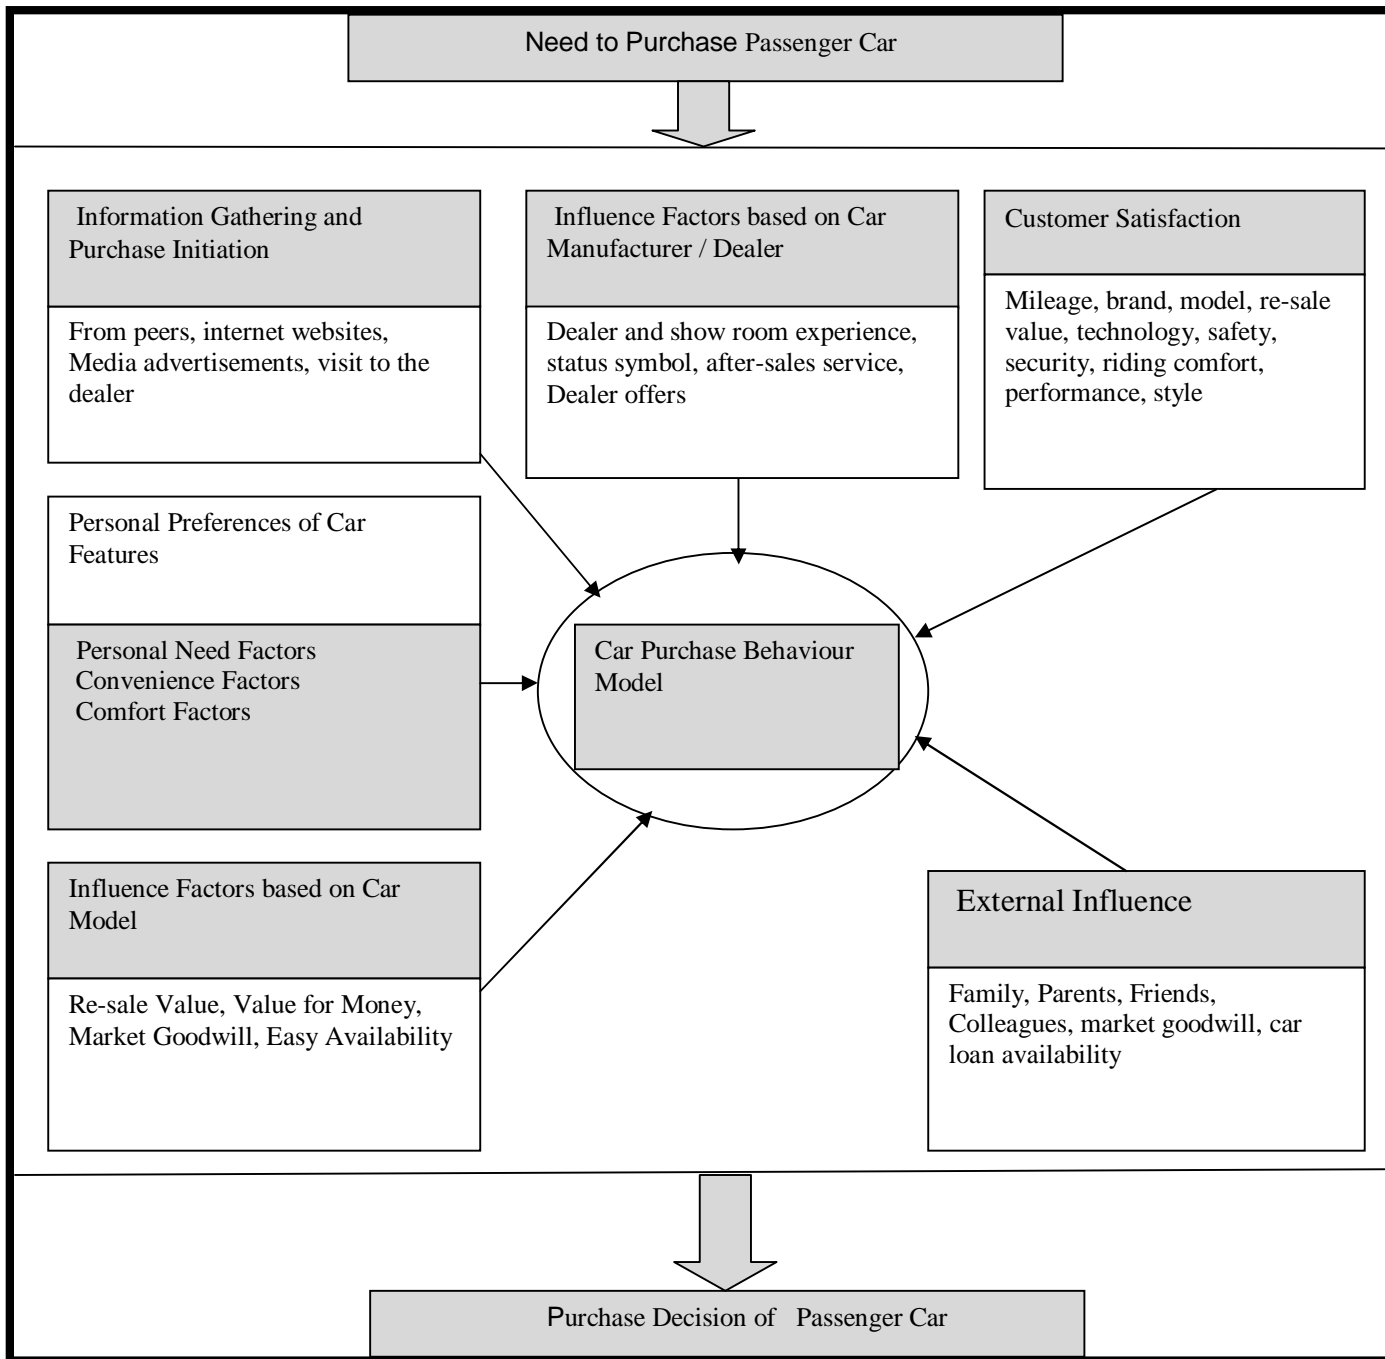 Need to Purchase Passenger Car
Information Gathering and
Purchase Initiation
From peers, internet websites,
Media advertisements, visit to the
dealer
Influence Factors based on Car
Manufacturer / Dealer
Dealer and show room experience,
status symbol, after-sales service,
Dealer offers
Customer Satisfaction
Mileage, brand, model, re-sale
value, technology, safety,
security, riding comfort,
performance, style
Personal Preferences of Car
Features
Personal Need Factors
Convenience Factors
Comfort Factors
Car Purchase Behaviour
Model
Influence Factors based on Car
Model
Re-sale Value, Value for Money,
Market Goodwill, Easy Availability
External Influence
Family, Parents, Friends,
Colleagues, market goodwill, car
loan availability
Purchase Decision of Passenger Car